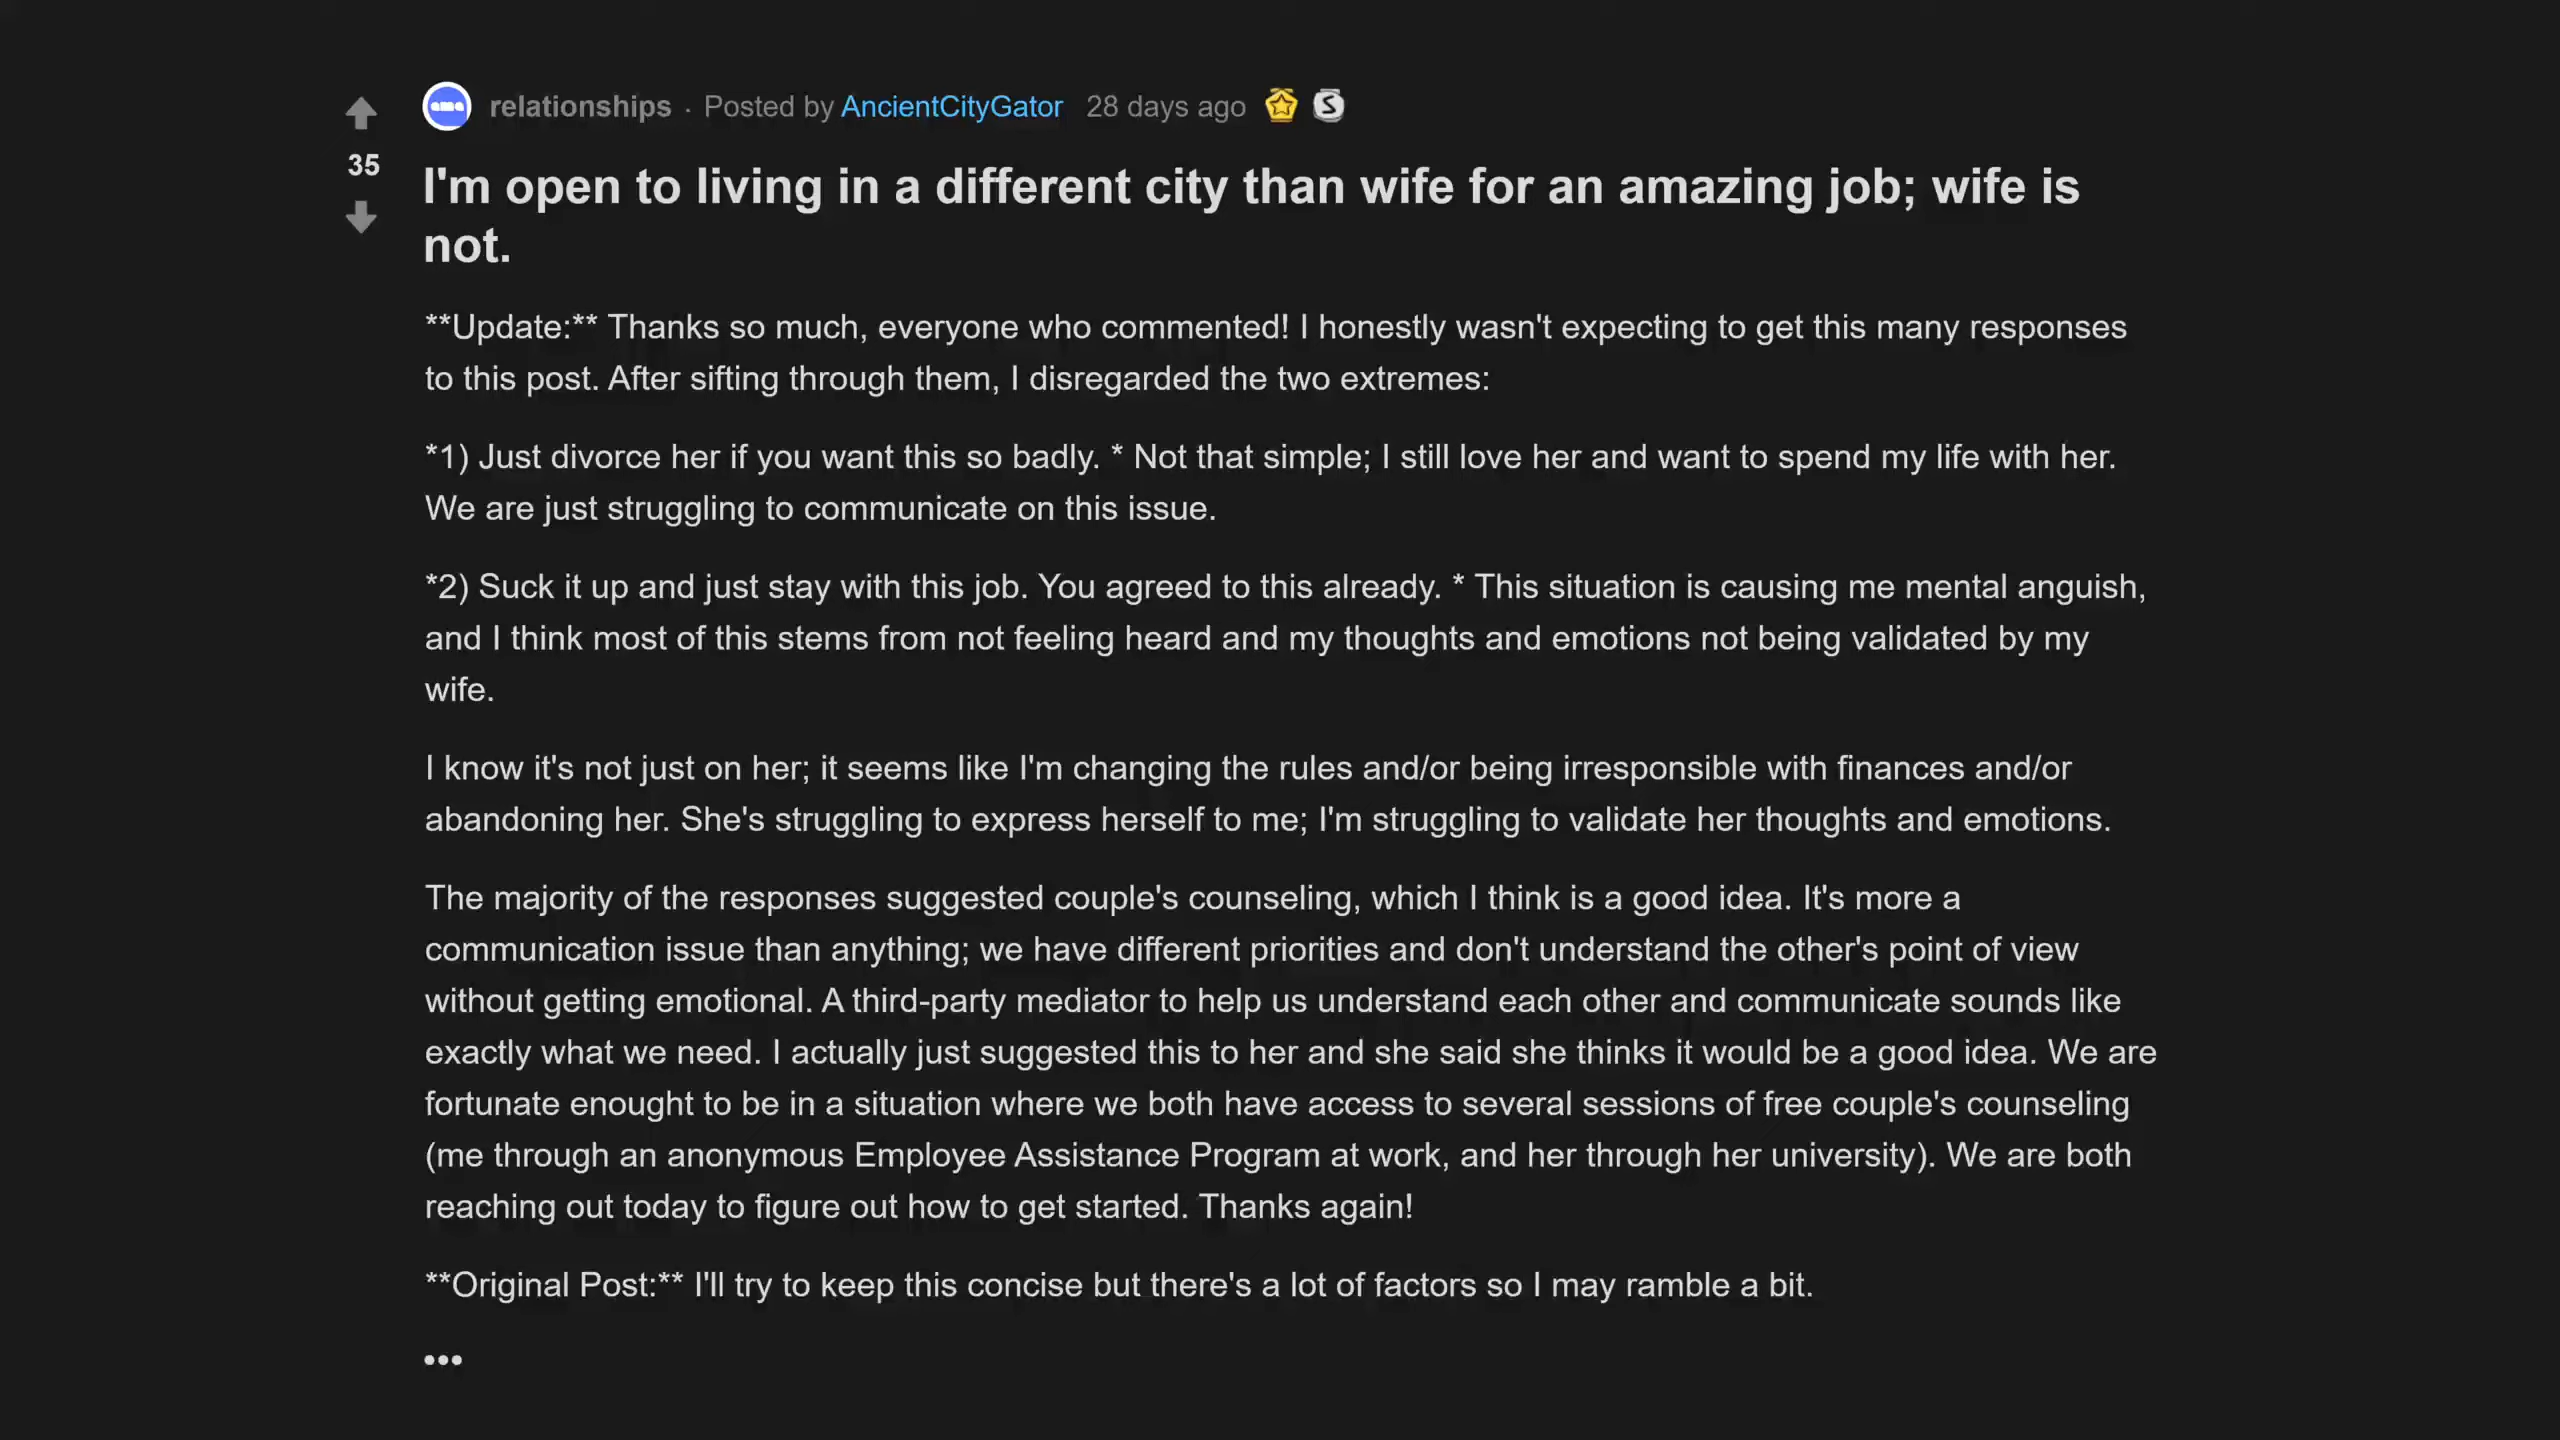 relationships · Posted by AncientCityGator 28 days ago
35
I'm open to living in a different city than wife for an amazing job; wife is
not.
**Update:** Thanks so much, everyone who commented! I honestly wasn't expecting to get this many responses
to this post. After sifting through them, I disregarded the two extremes:
*1) Just divorce her if you want this so badly. * Not that simple; I still love her and want to spend my life with her.
We are just struggling to communicate on this issue.
*2) Suck it up and just stay with this job. You agreed to this already. * This situation is causing me mental anguish,
and I think most of this stems from not feeling heard and my thoughts and emotions not being validated by my
wife.
I know it's not just on her; it seems like I'm changing the rules and/or being irresponsible with finances and/or
abandoning her. She's struggling to express herself to me; I'm struggling to validate her thoughts and emotions.
The majority of the responses suggested couple's counseling, which I think is a good idea. It's more a
communication issue than anything; we have different priorities and don't understand the other's point of view
without getting emotional. A third-party mediator to help us understand each other and communicate sounds like
exactly what we need. I actually just suggested this to her and she said she thinks it would be a good idea. We are
fortunate enought to be in a situation where we both have access to several sessions of free couple's counseling
(me through an anonymous Employee Assistance Program at work, and her through her university). We are both
reaching out today to figure out how to get started. Thanks again!
**Original Post:** I'll try to keep this concise but there's a lot of factors so I may ramble a bit.
•••